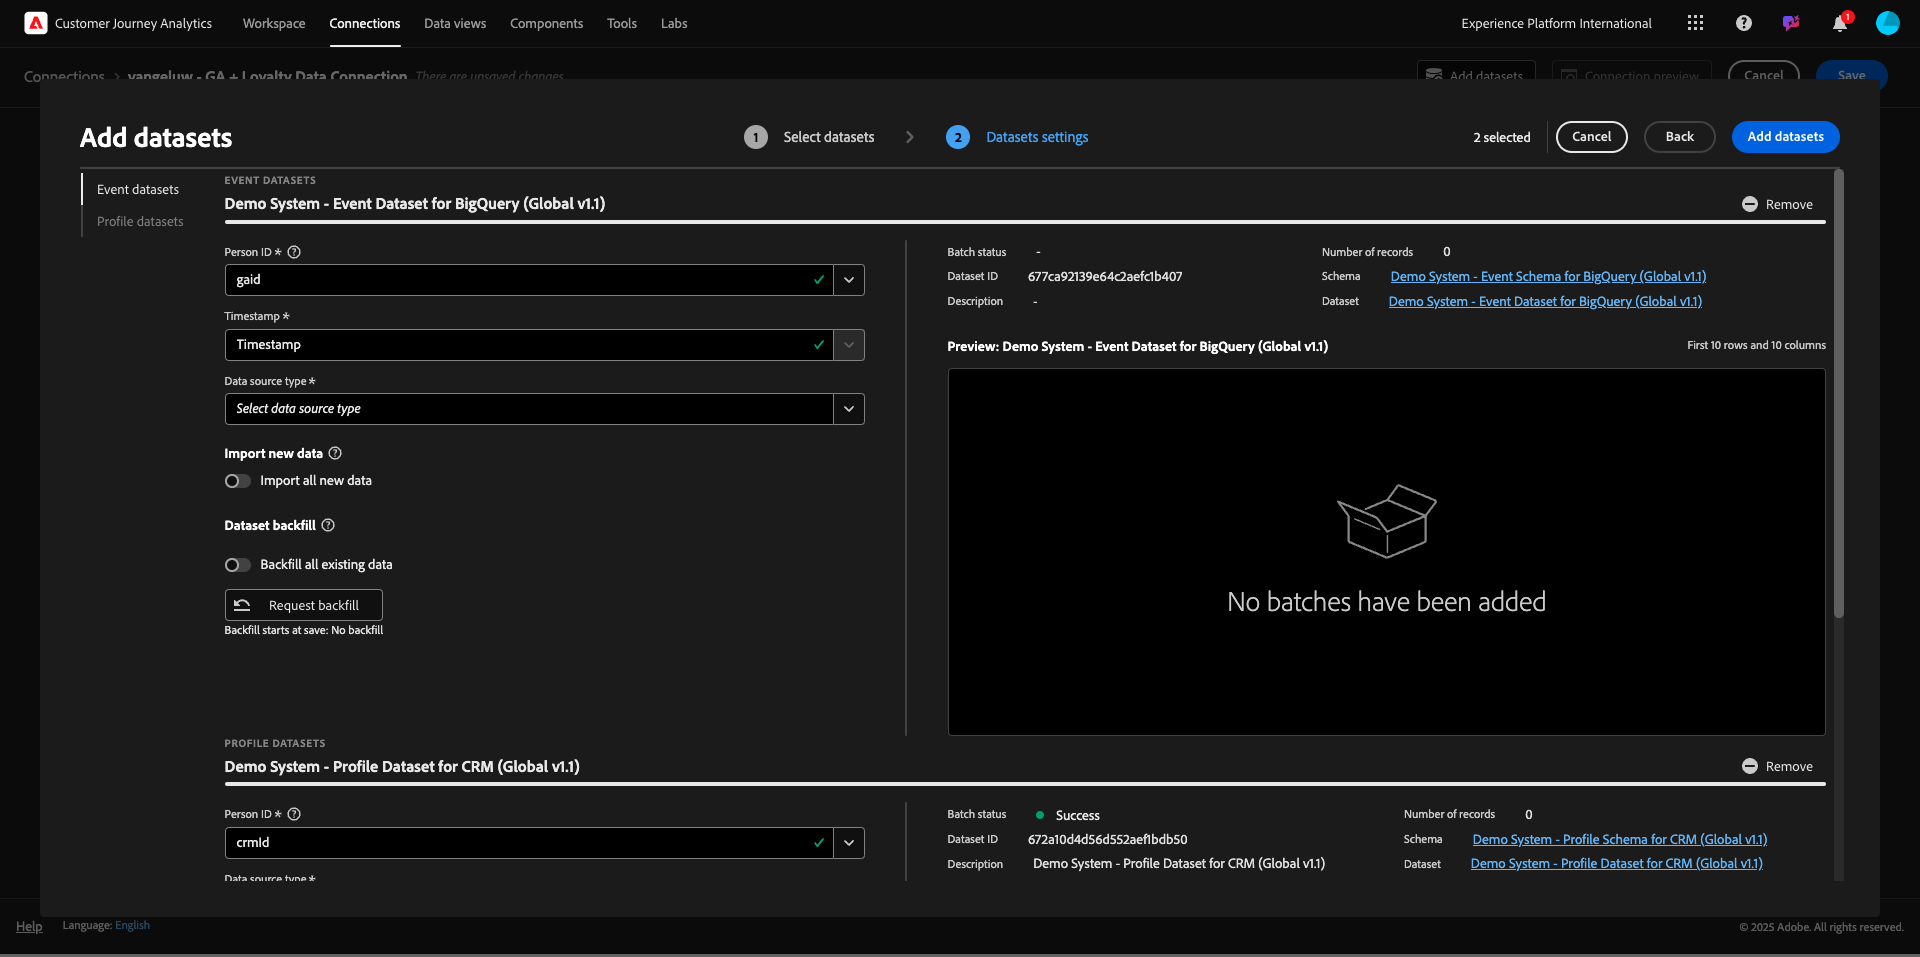 Customer Journey Analytics
Workspace
Connections
Data views
Components
Tools
Labs
Experience Platform International
1
Connections > vangeluw - GA + Loyalty Data Connection There are unsaved changes
Add datasets
Connection preview
Cancel
Save
Add datasets
1 Select datasets
2 Datasets settings
2 selected
Cancel
Back
Add datasets
Event datasets
Profile datasets
EVENT DATASETS
Demo System - Event Dataset for BigQuery (Global v1.1)
Remove
Person ID *
gaid
Timestamp *
Timestamp
Data source type *
Select data source type
Import new data
Import all new data
Dataset backfill
Backfill all existing data
Request backfill
Backfill starts at save: No backfill
Batch status -
Dataset ID 677ca92139e64c2aefc1b407
Description -
Number of records 0
Schema Demo System - Event Schema for BigQuery (Global v1.1)
Dataset Demo System - Event Dataset for BigQuery (Global v1.1)
Preview: Demo System - Event Dataset for BigQuery (Global v1.1)
First 10 rows and 10 columns
No batches have been added
PROFILE DATASETS
Demo System - Profile Dataset for CRM (Global v1.1)
Remove
Person ID *
crmId
Data source type *
Batch status Success
Dataset ID 672a10d4d56d552aef1bdb50
Description Demo System - Profile Dataset for CRM (Global v1.1)
Number of records 0
Schema Demo System - Profile Schema for CRM (Global v1.1)
Dataset Demo System - Profile Dataset for CRM (Global v1.1)
Help
Language: English
© 2025 Adobe. All rights reserved.